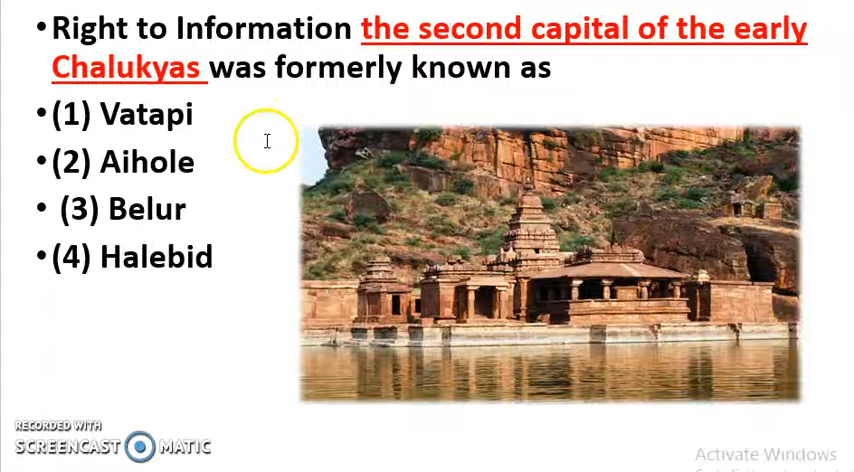 •Right to Information the second capital of the early
Chalukyas was formerly known as
•(1) Vatapi
•(2) Aihole
• (3) Belur
•(4) Halebid
RECORDED WITH
SCREENCAST MATIC
Activate Windows